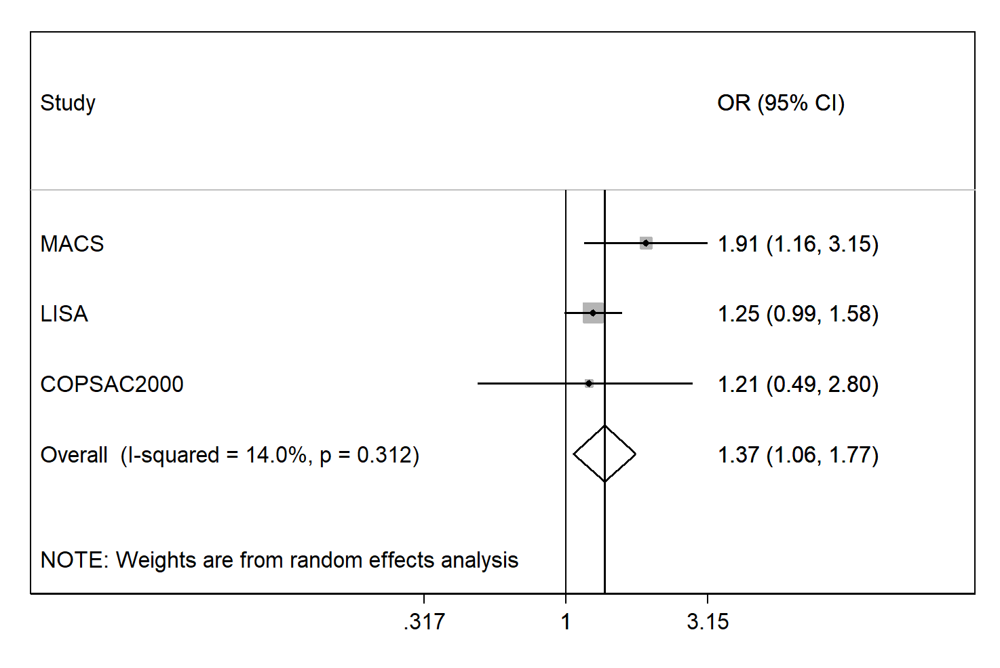 Study OR (95% CI)
MACS 1.91 (1.16, 3.15)
LISA 1.25 (0.99, 1.58)
COPSAC2000 1.21 (0.49, 2.80)
Overall (I-squared = 14.0%, p = 0.312) 1.37 (1.06, 1.77)
NOTE: Weights are from random effects analysis
.317 1 3.15